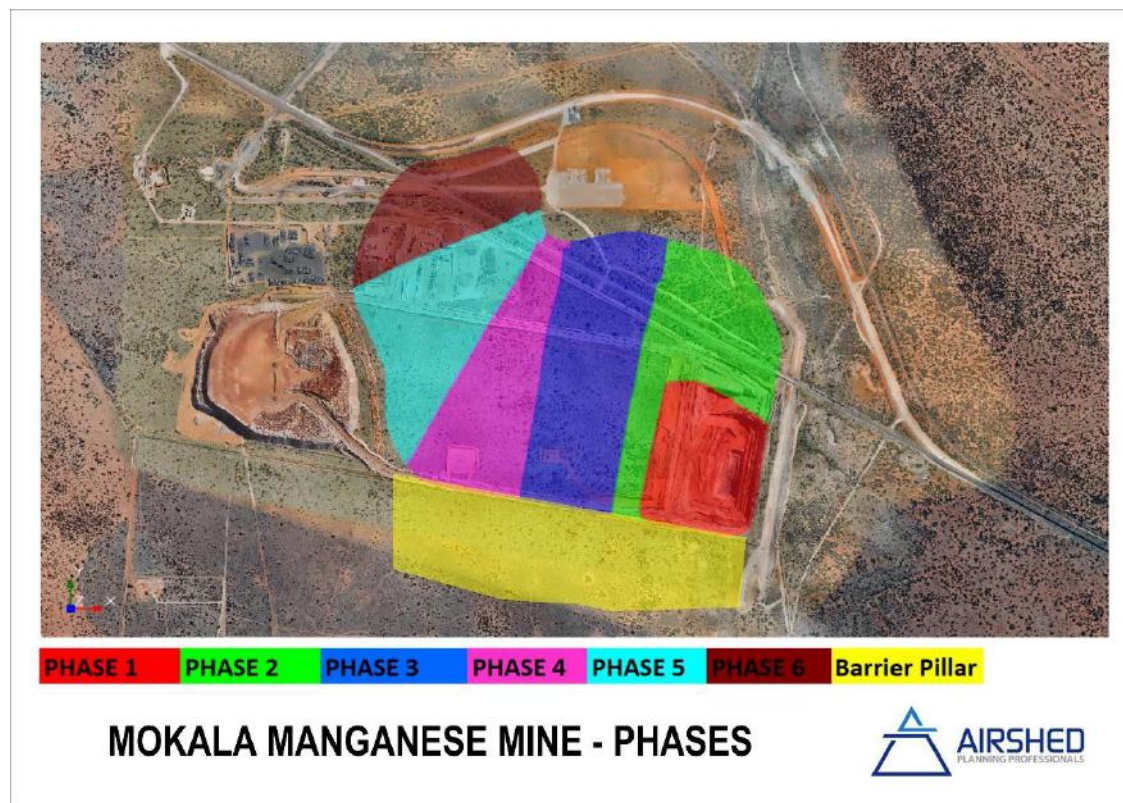 PHASE 1 PHASE 2 PHASE 3 PHASE 4 PHASE 5 PHASE 6 Barrier Pillar
MOKALA MANGANESE MINE - PHASES
AIRSHED
PLANNING PROFESSIONALS